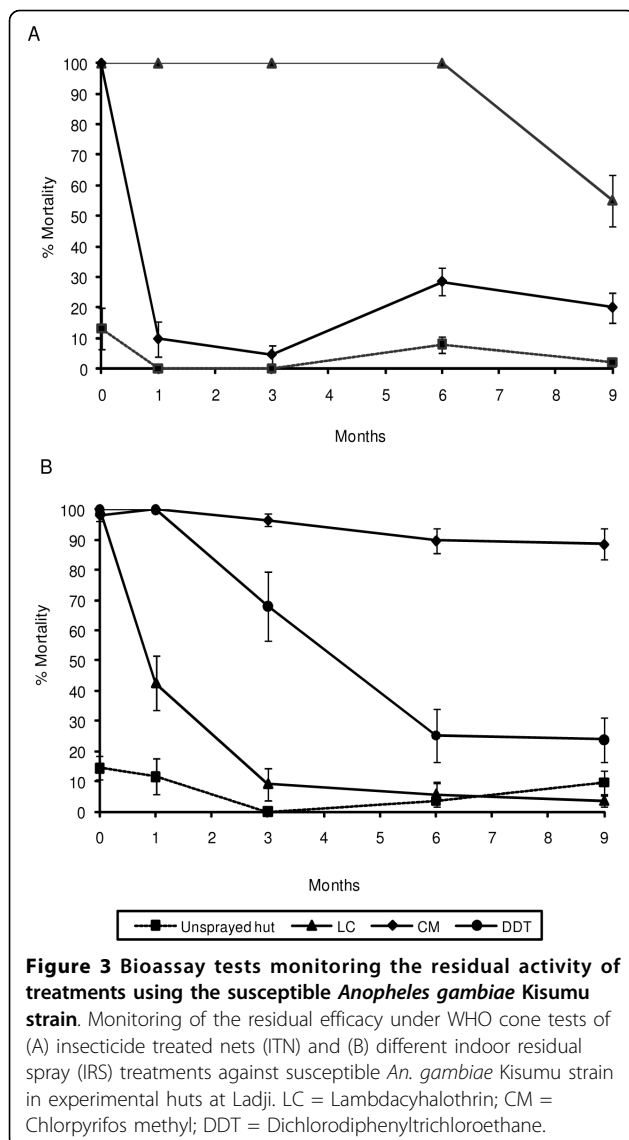 A
100
90
80
70
60
50
40
30
20
10
0
% Mortality
0 1 2 3 4 5 6 7 8 9
Months
B
100
90
80
70
60
50
40
30
20
10
0
% Mortality
0 1 2 3 4 5 6 7 8 9
Months
Unsprayed hut LC CM DDT
Figure 3 Bioassay tests monitoring the residual activity of
treatments using the susceptible Anopheles gambiae Kisumu
strain. Monitoring of the residual efficacy under WHO cone tests of
(A) insecticide treated nets (ITN) and (B) different indoor residual
spray (IRS) treatments against susceptible An. gambiae Kisumu strain
in experimental huts at Ladji. LC = Lambdacyhalothrin; CM =
Chlorpyrifos methyl; DDT = Dichlorodiphenyltrichloroethane.